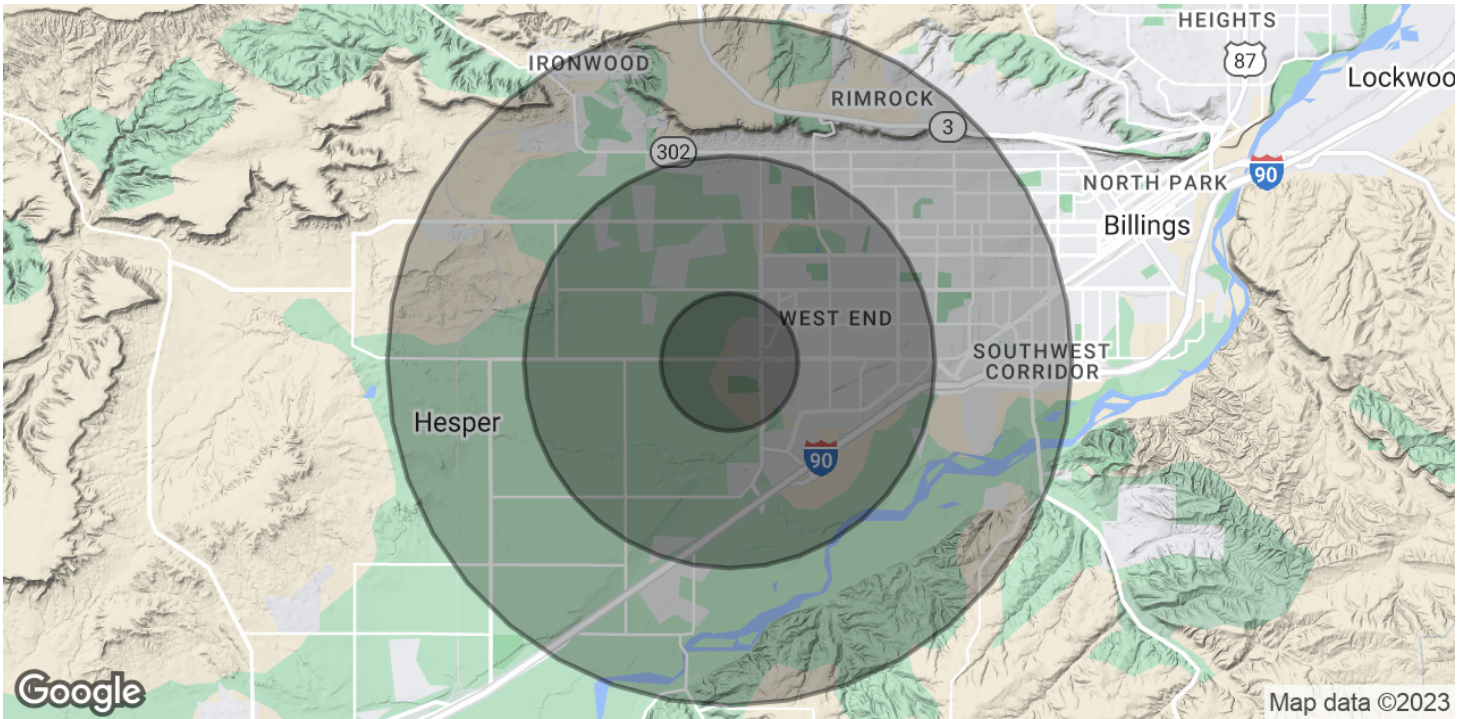 HEIGHTS
87
IRONWOOD
Lockwoo
RIMROCK
3
302
90
NORTH PARK
Billings
WEST END
SOUTHWEST
CORRIDOR
Hesper
90
Google
Map data ©2023